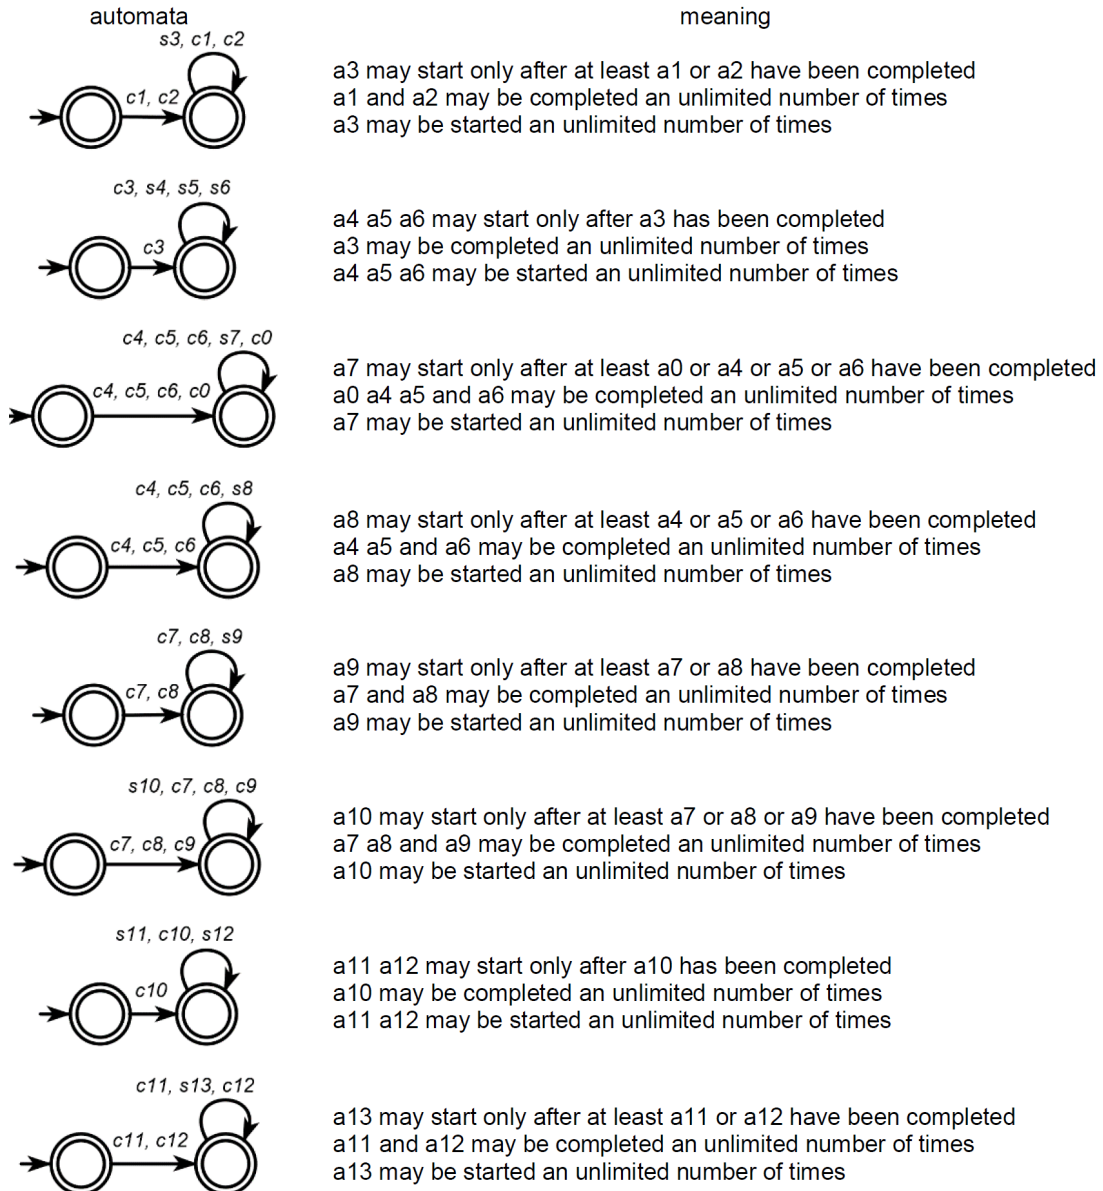 automata meaning
s3, c1, c2
c1, c2
a3 may start only after at least a1 or a2 have been completed
a1 and a2 may be completed an unlimited number of times
a3 may be started an unlimited number of times
c3, s4, s5, s6
c3
a4 a5 a6 may start only after a3 has been completed
a3 may be completed an unlimited number of times
a4 a5 a6 may be started an unlimited number of times
c4, c5, c6, s7, c0
c4, c5, c6, c0
a7 may start only after at least a0 or a4 or a5 or a6 have been completed
a0 a4 a5 and a6 may be completed an unlimited number of times
a7 may be started an unlimited number of times
c4, c5, c6, s8
c4, c5, c6
a8 may start only after at least a4 or a5 or a6 have been completed
a4 a5 and a6 may be completed an unlimited number of times
a8 may be started an unlimited number of times
c7, c8, s9
c7, c8
a9 may start only after at least a7 or a8 have been completed
a7 and a8 may be completed an unlimited number of times
a9 may be started an unlimited number of times
s10, c7, c8, c9
c7, c8, c9
a10 may start only after at least a7 or a8 or a9 have been completed
a7 a8 and a9 may be completed an unlimited number of times
a10 may be started an unlimited number of times
s11, c10, s12
c10
a11 a12 may start only after a10 has been completed
a10 may be completed an unlimited number of times
a11 a12 may be started an unlimited number of times
c11, s13, c12
c11, c12
a13 may start only after at least a11 or a12 have been completed
a11 and a12 may be completed an unlimited number of times
a13 may be started an unlimited number of times